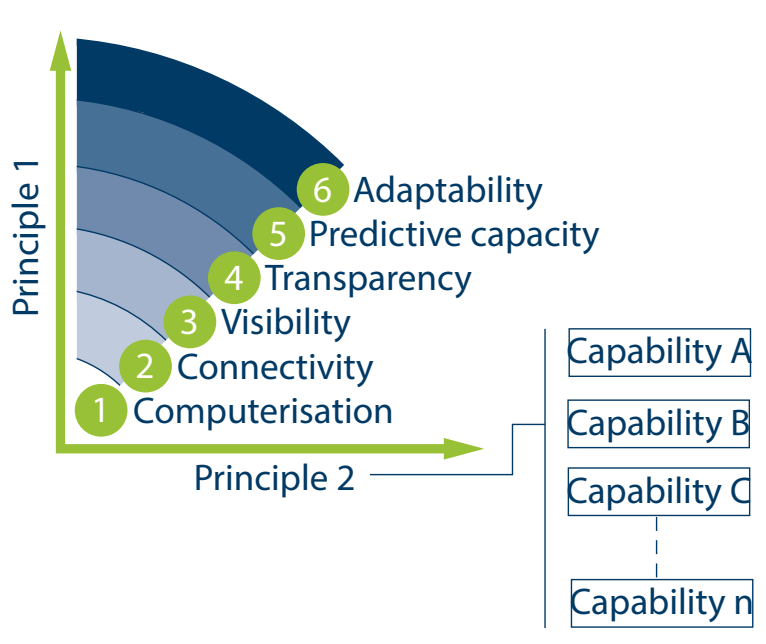 Principle 1
6 Adaptability
5 Predictive capacity
4 Transparency
3 Visibility
2 Connectivity
1 Computerisation
Principle 2
Capability A
Capability B
Capability C
Capability n